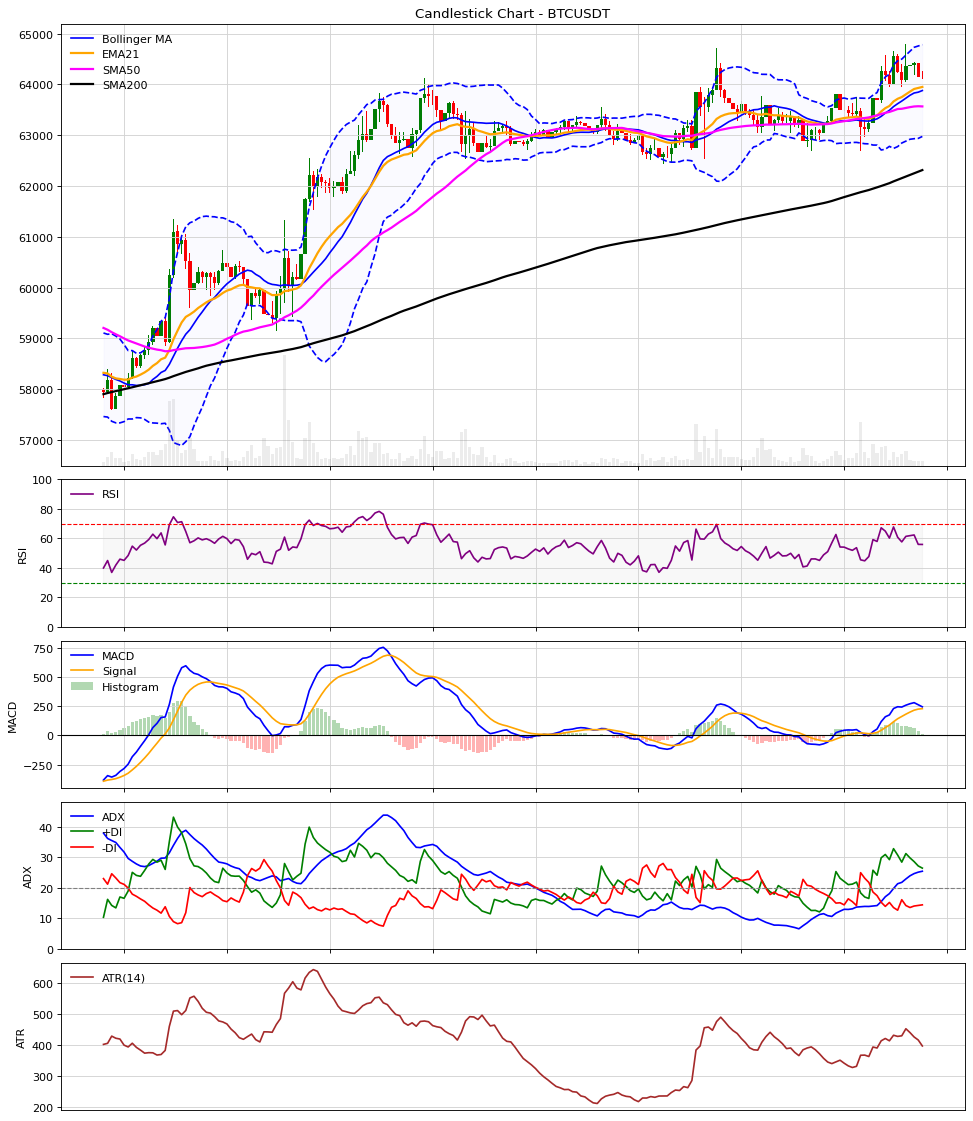 Candlestick Chart - BTCUSDT
65000
64000
63000
62000
61000
60000
59000
58000
57000
Bollinger MA
EMA21
SMA50
SMA200
100
80
60
40
20
0
RSI
RSI
750
500
250
0
−250
MACD
MACD
Signal
Histogram
40
30
20
10
0
ADX
ADX
+DI
-DI
600
500
400
300
200
ATR
ATR(14)